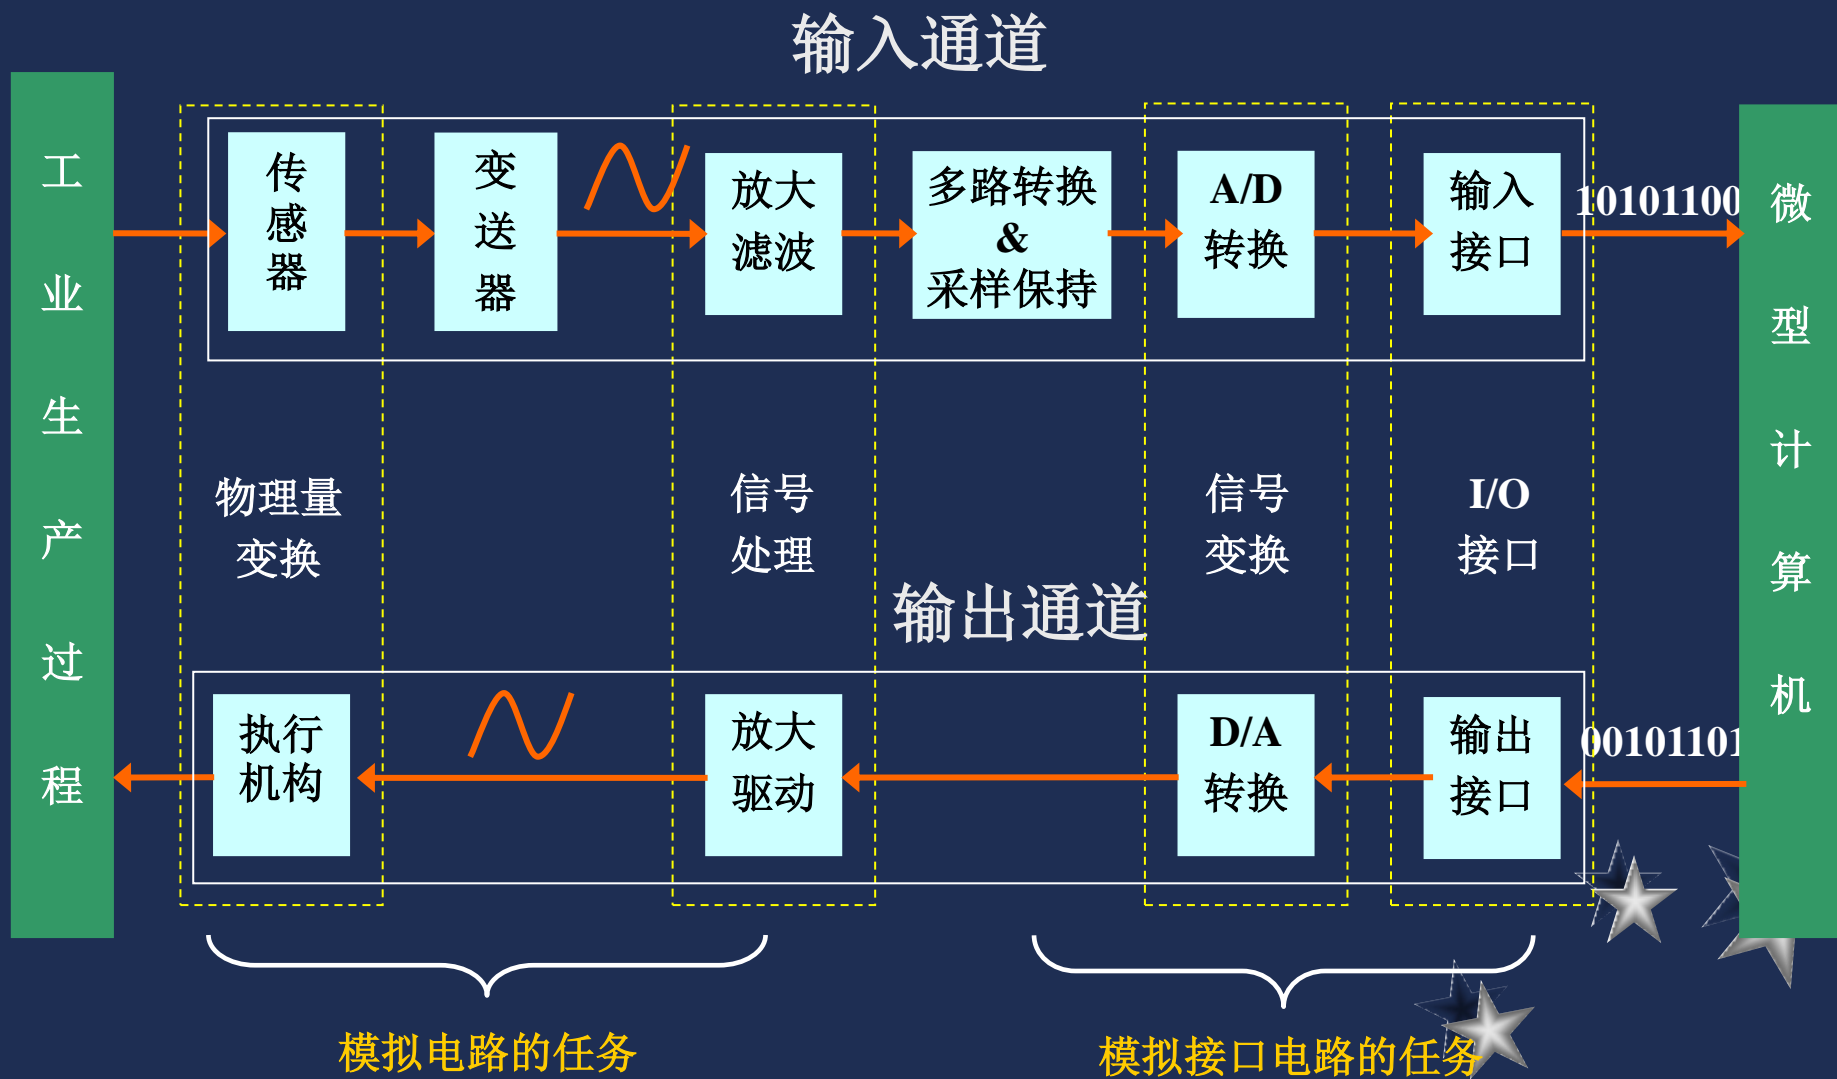 输入通道
工
业
生
产
过
程
传
感
器
变
送
器
放大
滤波
多路转换
&
采样保持
A/D
转换
输入
接口
10101100
微
型
计
算
机
物理量
变换
信号
处理
信号
变换
I/O
接口
输出通道
执行
机构
放大
驱动
D/A
转换
输出
接口
00101101
模拟电路的任务
模拟接口电路的任务